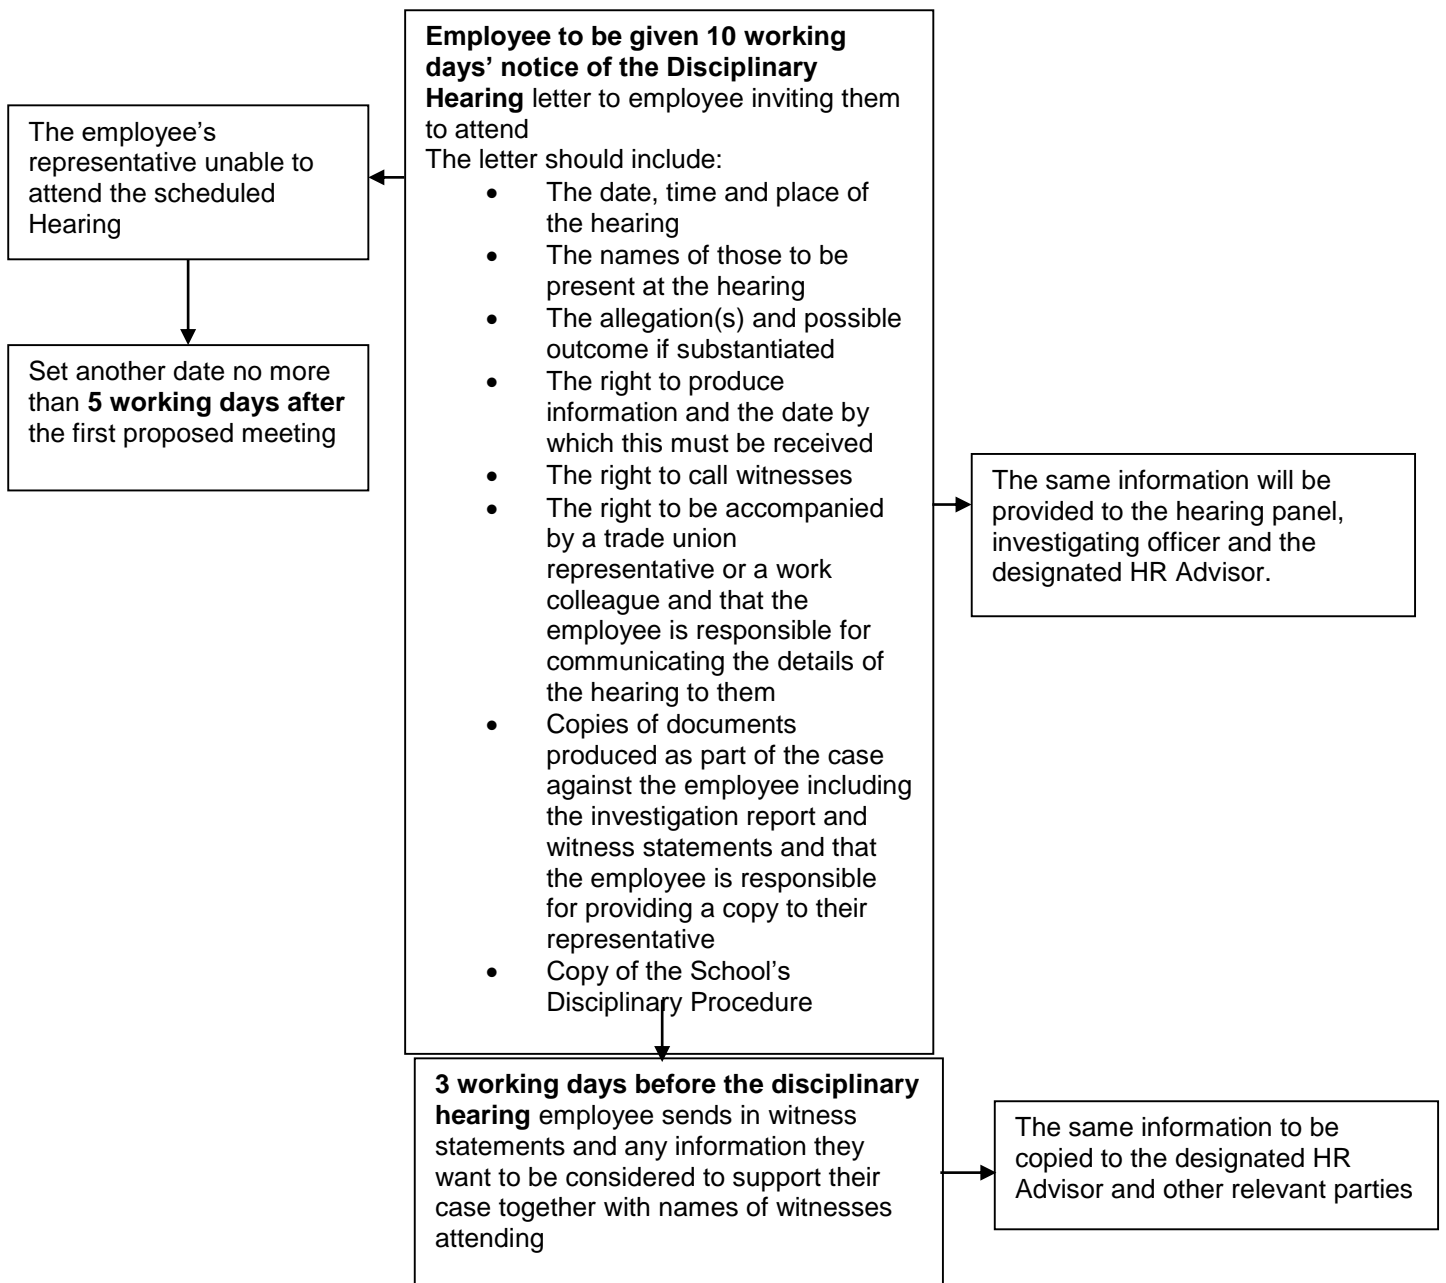 Employee to be given 10 working
days’ notice of the Disciplinary
Hearing letter to employee inviting them
to attend
The letter should include:
• The date, time and place of
the hearing
• The names of those to be
present at the hearing
• The allegation(s) and possible
outcome if substantiated
• The right to produce
information and the date by
which this must be received
• The right to call witnesses
• The right to be accompanied
by a trade union
representative or a work
colleague and that the
employee is responsible for
communicating the details of
the hearing to them
• Copies of documents
produced as part of the case
against the employee including
the investigation report and
witness statements and that
the employee is responsible
for providing a copy to their
representative
• Copy of the School’s
Disciplinary Procedure
The employee’s
representative unable to
attend the scheduled
Hearing
Set another date no more
than 5 working days after
the first proposed meeting
The same information will be
provided to the hearing panel,
investigating officer and the
designated HR Advisor.
3 working days before the disciplinary
hearing employee sends in witness
statements and any information they
want to be considered to support their
case together with names of witnesses
attending
The same information to be
copied to the designated HR
Advisor and other relevant parties